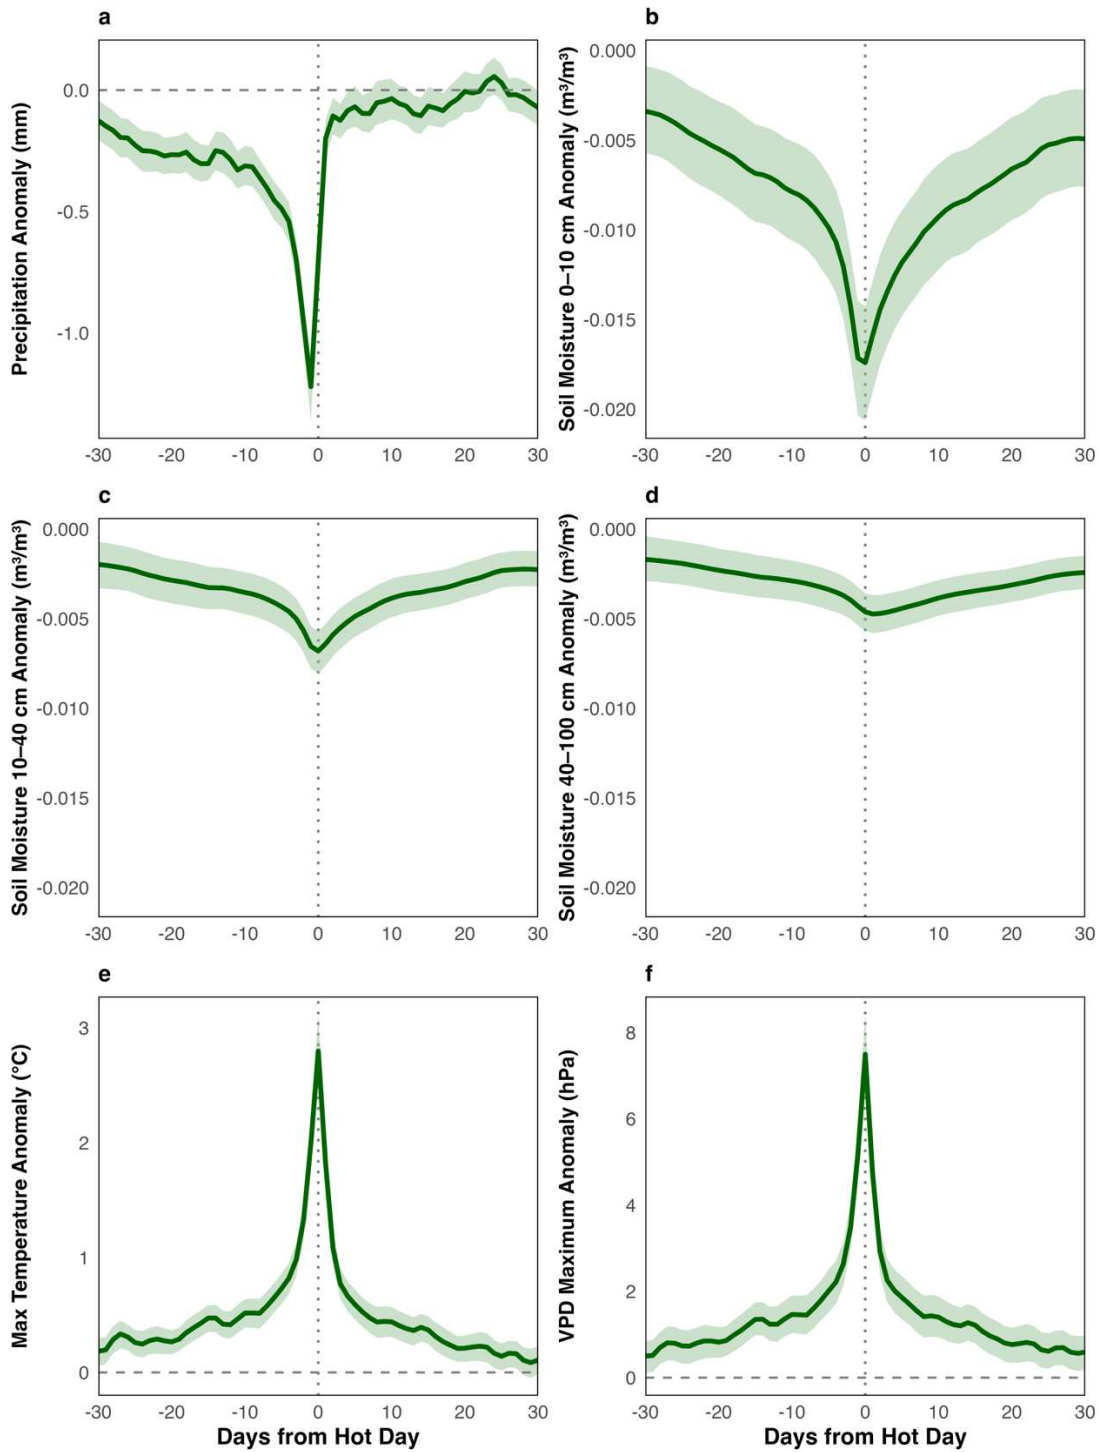 a
Precipitation Anomaly (mm)
0.0
-0.5
-1.0
-30 -20 -10 0 10 20 30
b
Soil Moisture 0–10 cm Anomaly (m³/m³)
0.000
-0.005
-0.010
-0.015
-0.020
-30 -20 -10 0 10 20 30
c
Soil Moisture 10–40 cm Anomaly (m³/m³)
0.000
-0.005
-0.010
-0.015
-0.020
-30 -20 -10 0 10 20 30
d
Soil Moisture 40–100 cm Anomaly (m³/m³)
0.000
-0.005
-0.010
-0.015
-0.020
-30 -20 -10 0 10 20 30
e
Max Temperature Anomaly (°C)
3
2
1
0
-30 -20 -10 0 10 20 30
Days from Hot Day
f
VPD Maximum Anomaly (hPa)
8
6
4
2
0
-30 -20 -10 0 10 20 30
Days from Hot Day